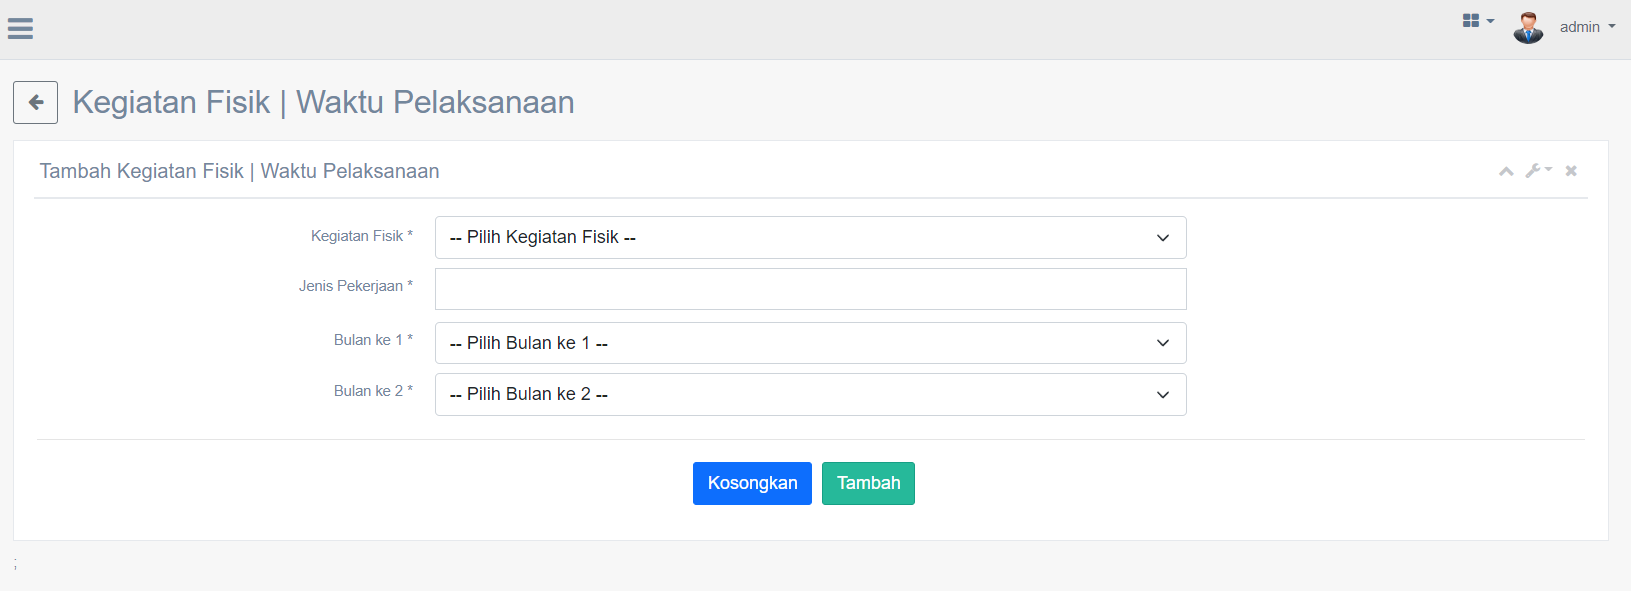 admin
Kegiatan Fisik | Waktu Pelaksanaan
Tambah Kegiatan Fisik | Waktu Pelaksanaan
Kegiatan Fisik *
-- Pilih Kegiatan Fisik --
Jenis Pekerjaan *
Bulan ke 1 *
-- Pilih Bulan ke 1 --
Bulan ke 2 *
-- Pilih Bulan ke 2 --
Kosongkan
Tambah
;